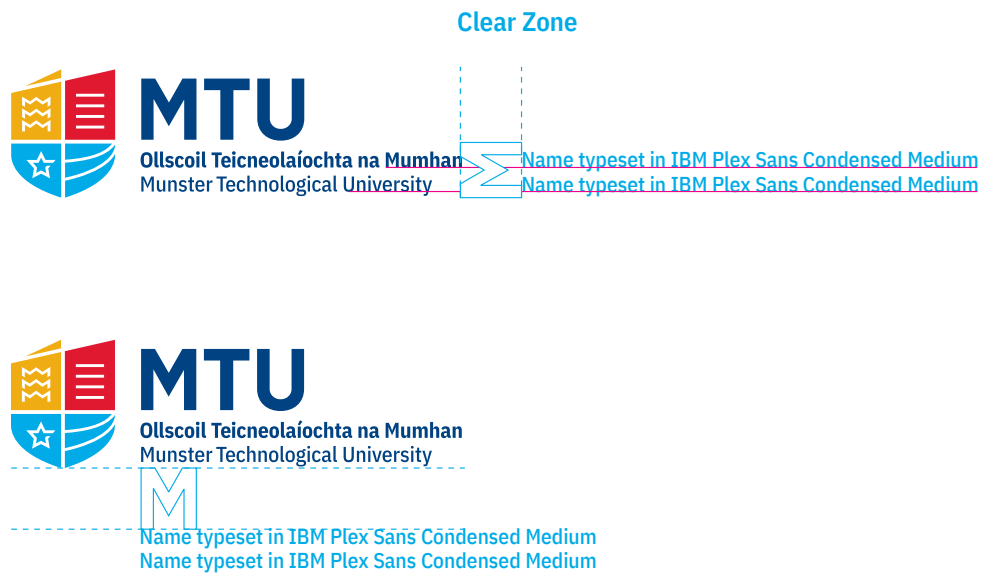 Clear Zone
MTU
Ollscoil Teicneolaíochta na Mumhan
Munster Technological University
M
Name typeset in IBM Plex Sans Condensed Medium
Name typeset in IBM Plex Sans Condensed Medium
MTU
Ollscoil Teicneolaíochta na Mumhan
Munster Technological University
M
Name typeset in IBM Plex Sans Condensed Medium
Name typeset in IBM Plex Sans Condensed Medium